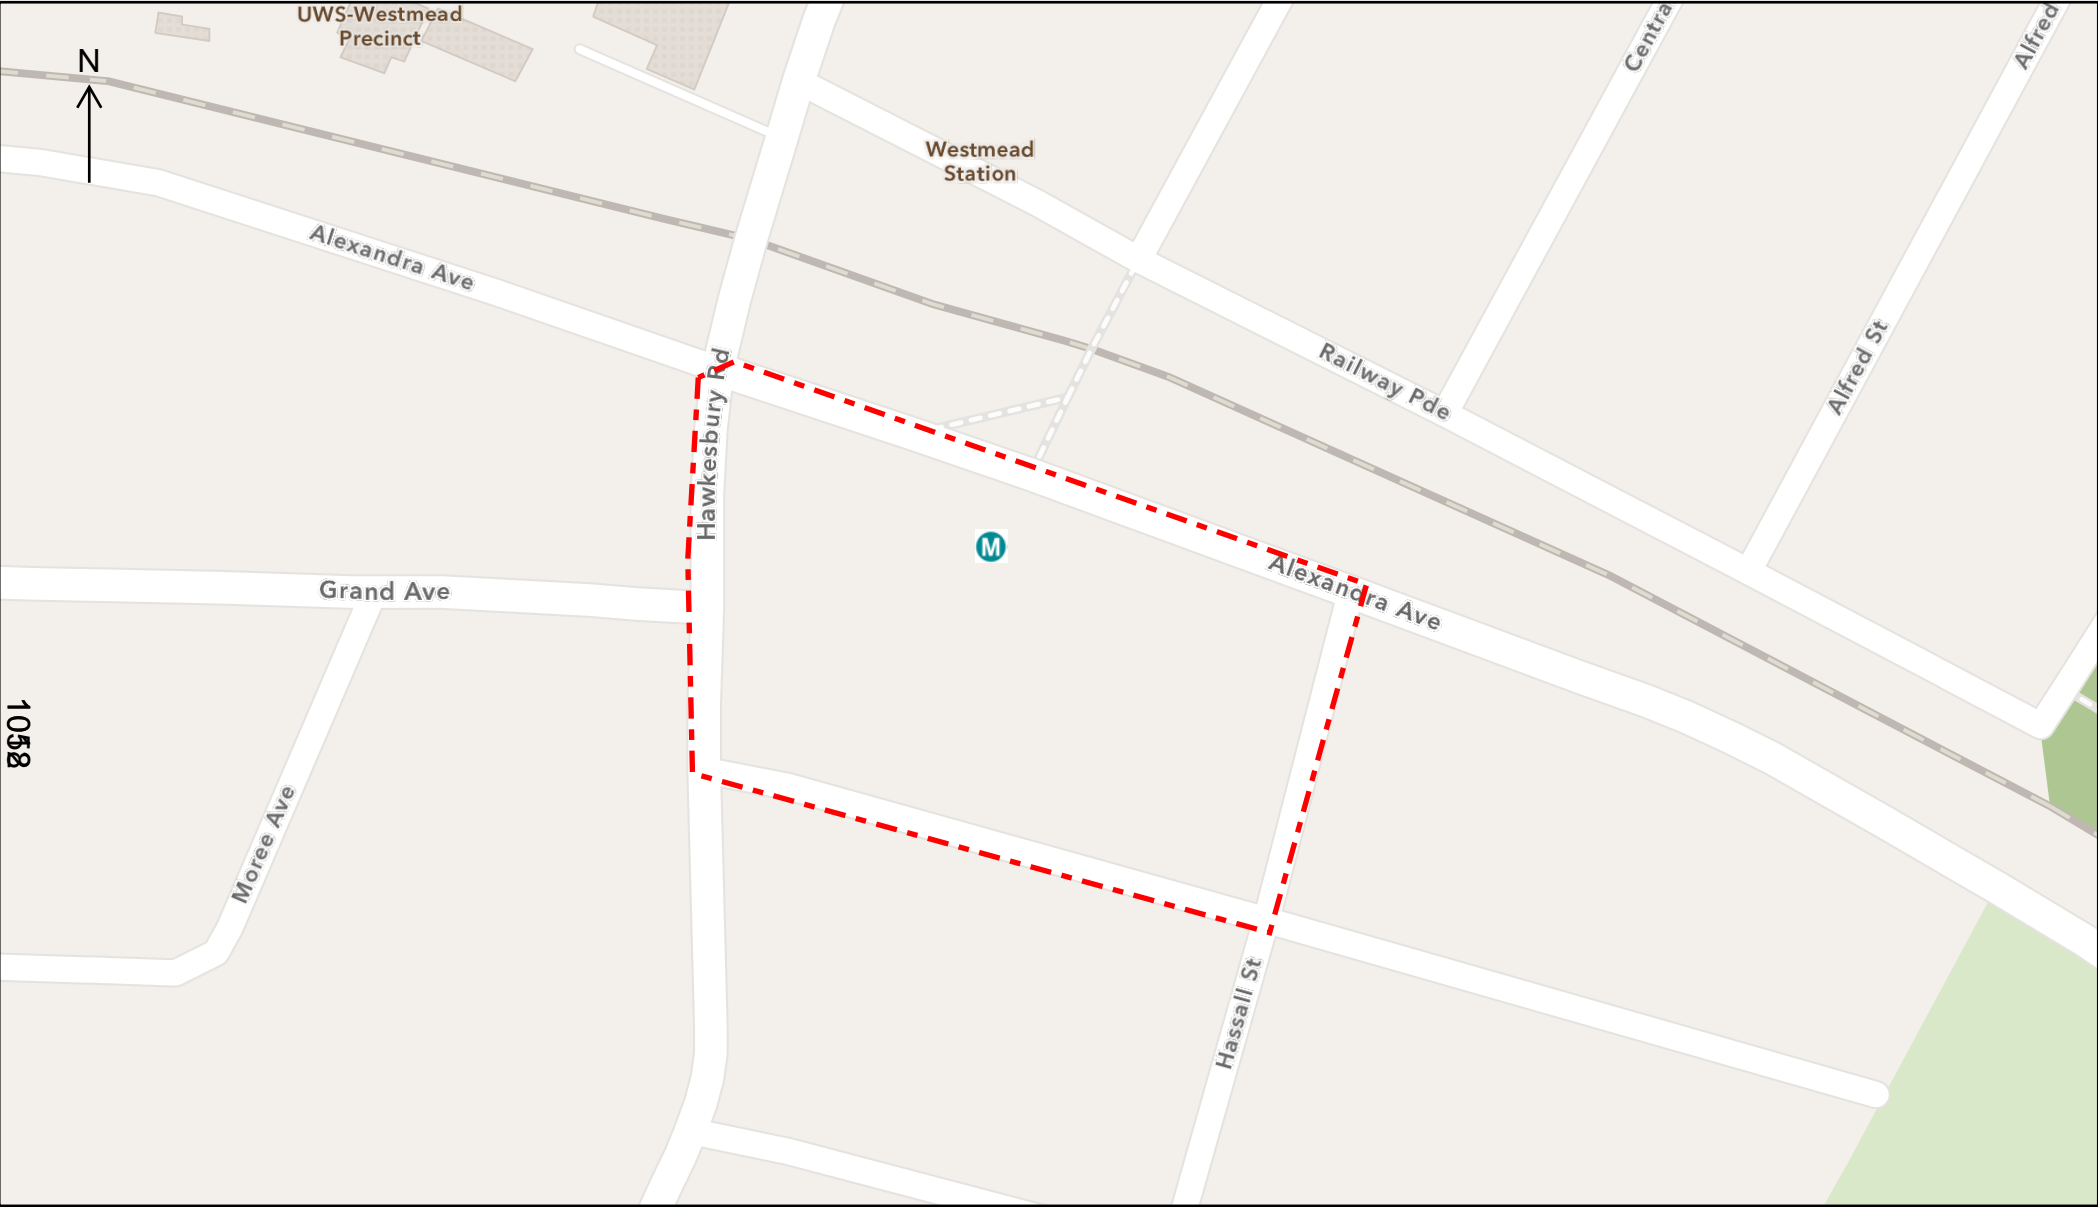 UWS-Westmead
Precinct
N
Centra
Alfred
Westmead
Station
Alexandra Ave
Hawkesbury Rd
Railway Pde
Alfred St
M
Alexandra Ave
Grand Ave
Moree Ave
Hassall St